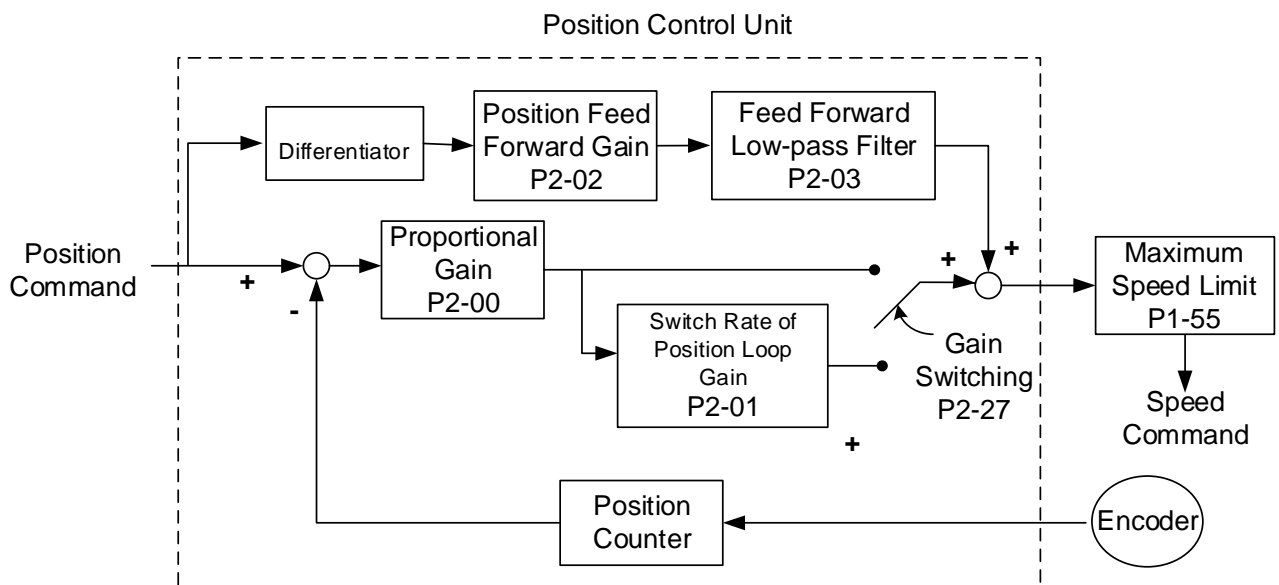 Position Control Unit
Differentiator
Position Feed
Forward Gain
P2-02
Feed Forward
Low-pass Filter
P2-03
Position
Command
+
-
Proportional
Gain
P2-00
Switch Rate of
Position Loop
Gain
P2-01
+
+
+
Gain
Switching
P2-27
Maximum
Speed Limit
P1-55
Speed
Command
Position
Counter
Encoder